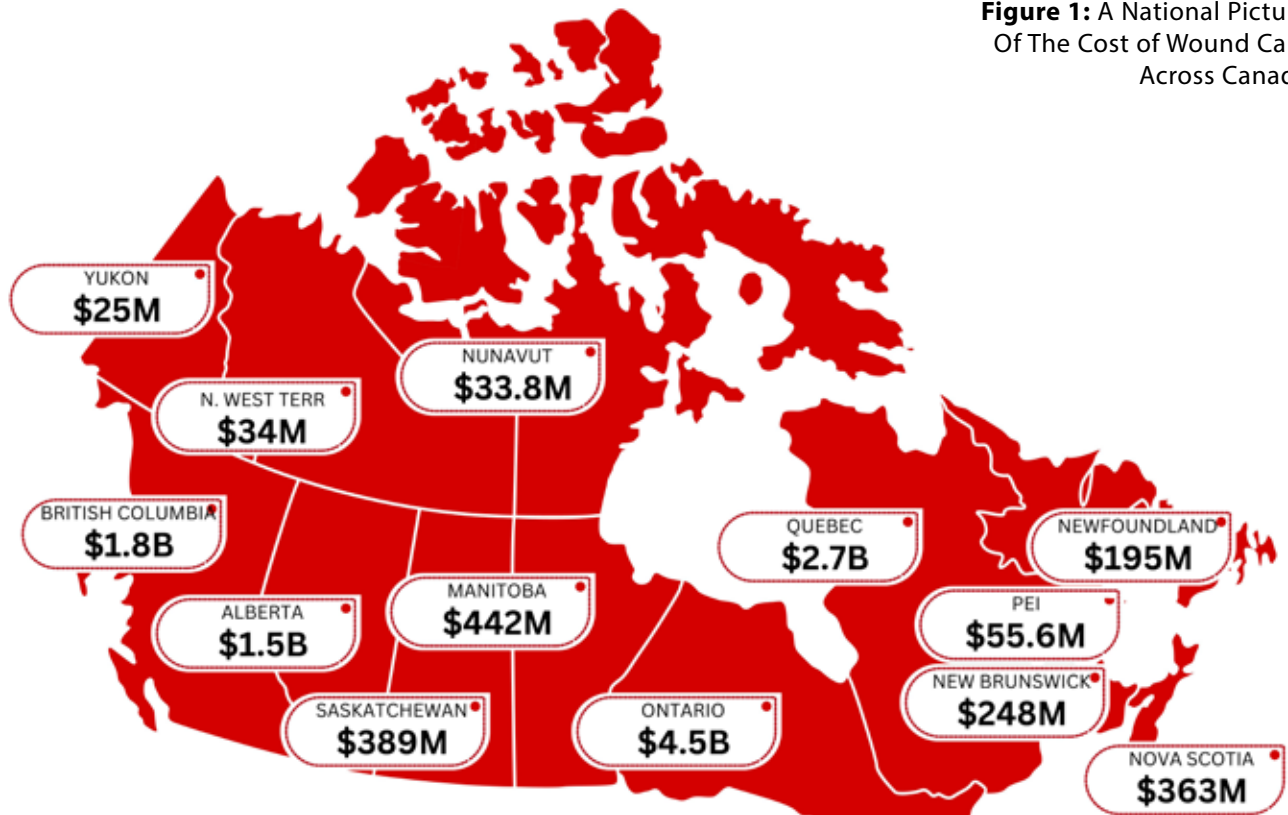 Figure 1: A National Pictu
Of The Cost of Wound Ca
Across Canad
YUKON
$25M
NUNAVUT
$33.8M
N. WEST TERR
$34M
BRITISH COLUMBIA
$1.8B
QUEBEC
$2.7B
NEWFOUNDLAND
$195M
MANITOBA
$442M
ALBERTA
$1.5B
PEI
$55.6M
NEW BRUNSWICK
$248M
SASKATCHEWAN
$389M
ONTARIO
$4.5B
NOVA SCOTIA
$363M